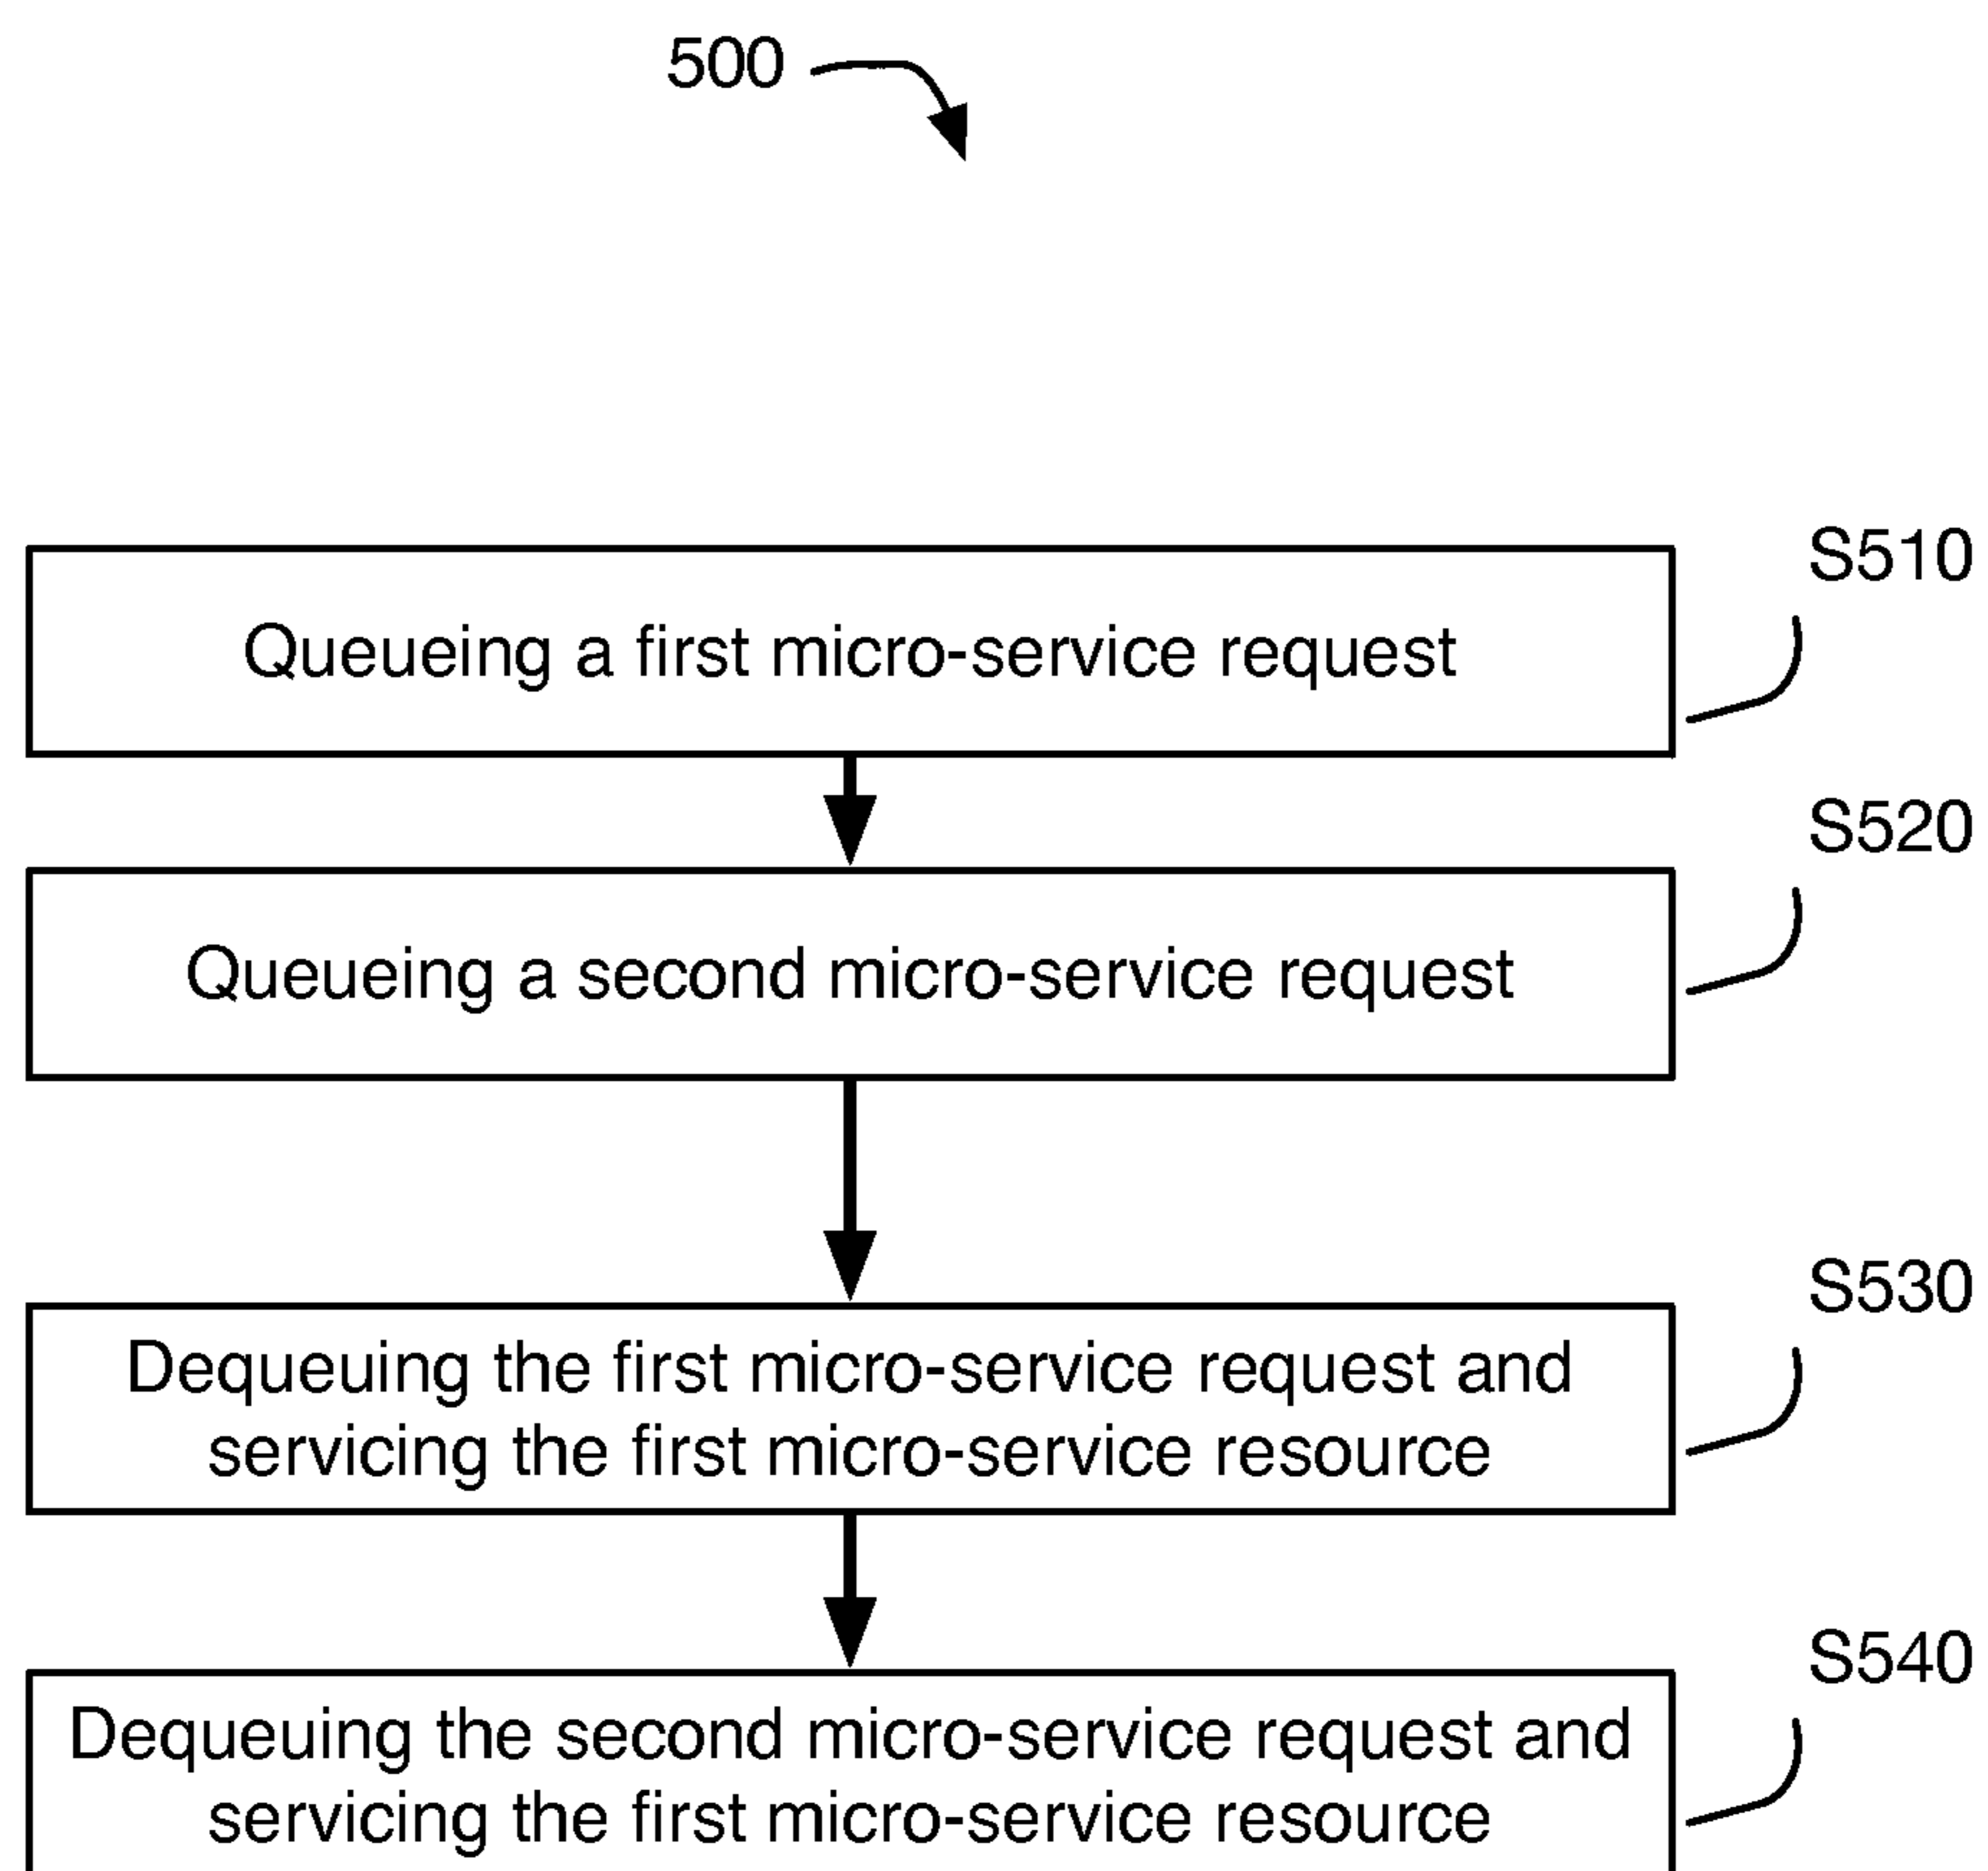 500
S510
Queueing a first micro-service request
S520
Queueing a second micro-service request
S530
Dequeuing the first micro-service request and
servicing the first micro-service resource
S540
Dequeuing the second micro-service request and
servicing the first micro-service resource